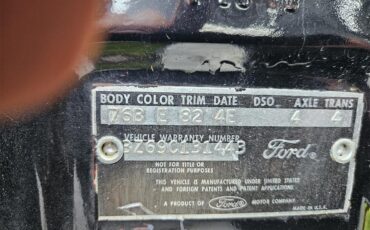 BODY COLOR TRIM DATE DSO AXLE TRANS
76B E 82 4E 4 4
VEHICLE WARRANTY NUMBER
Ford
NOT FOR TITLE OR
REGISTRATION PURPOSES
THIS VEHICLE IS MANUFACTURED UNDER UNITED STATES
AND FOREIGN PATENTS AND PATENT APPLICATIONS
A PRODUCT OF Ford MOTOR COMPANY
MADE IN U.S.A.